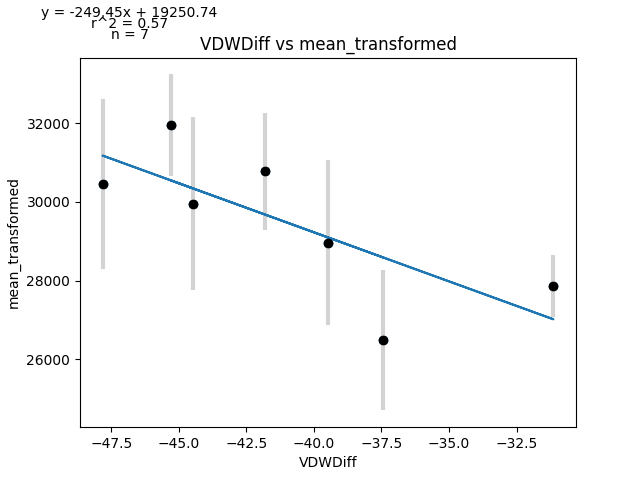 y = -249.45x + 19250.74
r^2 = 0.57
n = 7
VDWDiff vs mean_transformed
mean_transformed
32000
30000
28000
26000
−47.5 −45.0 −42.5 −40.0 −37.5 −35.0 −32.5
VDWDiff